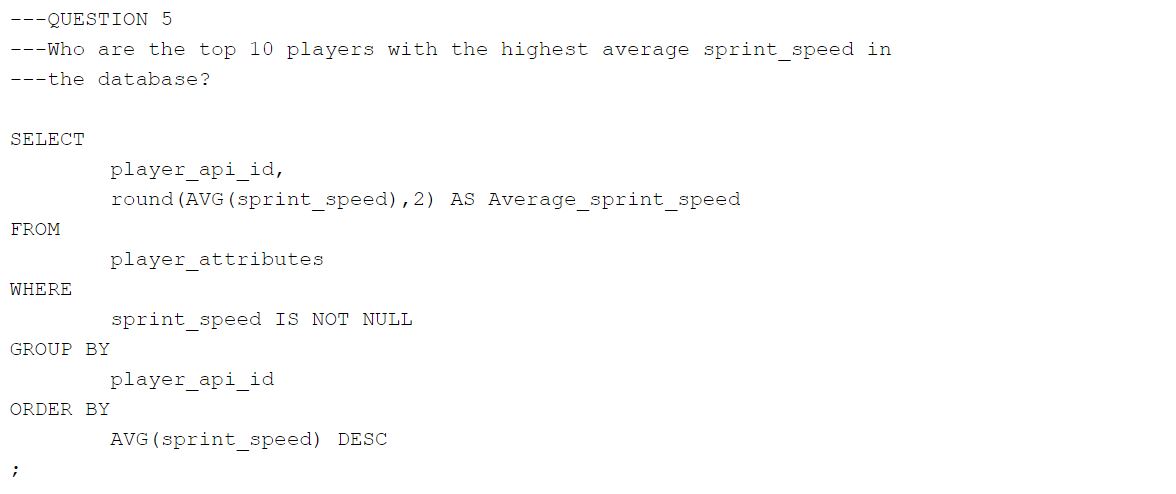 ---QUESTION 5
---Who are the top 10 players with the highest average sprint_speed in
---the database?
SELECT
player_api_id,
round(AVG(sprint_speed),2) AS Average_sprint_speed
FROM
player_attributes
WHERE
sprint_speed IS NOT NULL
GROUP BY
player_api_id
ORDER BY
AVG(sprint_speed) DESC
;